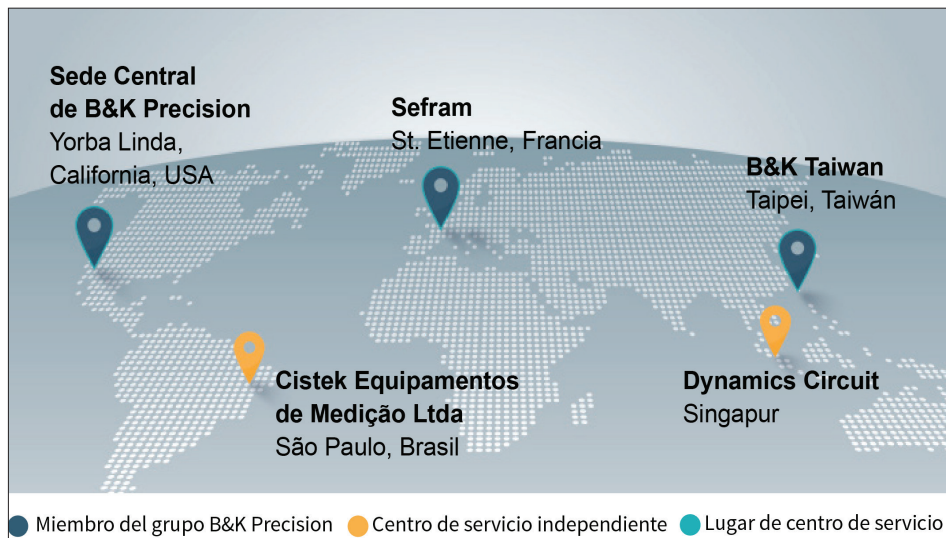 Sede Central
de B&K Precision
Yorba Linda,
California, USA
Sefram
St. Etienne, Francia
B&K Taiwan
Taipei, Taiwán
Cistek Equipamentos
de Medição Ltda
São Paulo, Brasil
Dynamics Circuit
Singapur
Miembro del grupo B&K Precision
Centro de servicio independiente
Lugar de centro de servicio